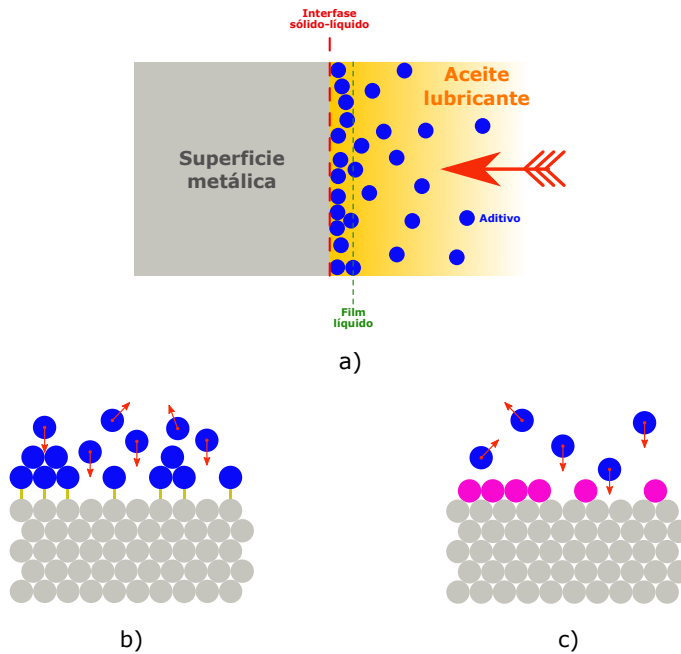 Interfase
sólido-líquido
Aceite
lubricante
Superficie
metálica
Aditivo
Film
líquido
a)
b)
c)